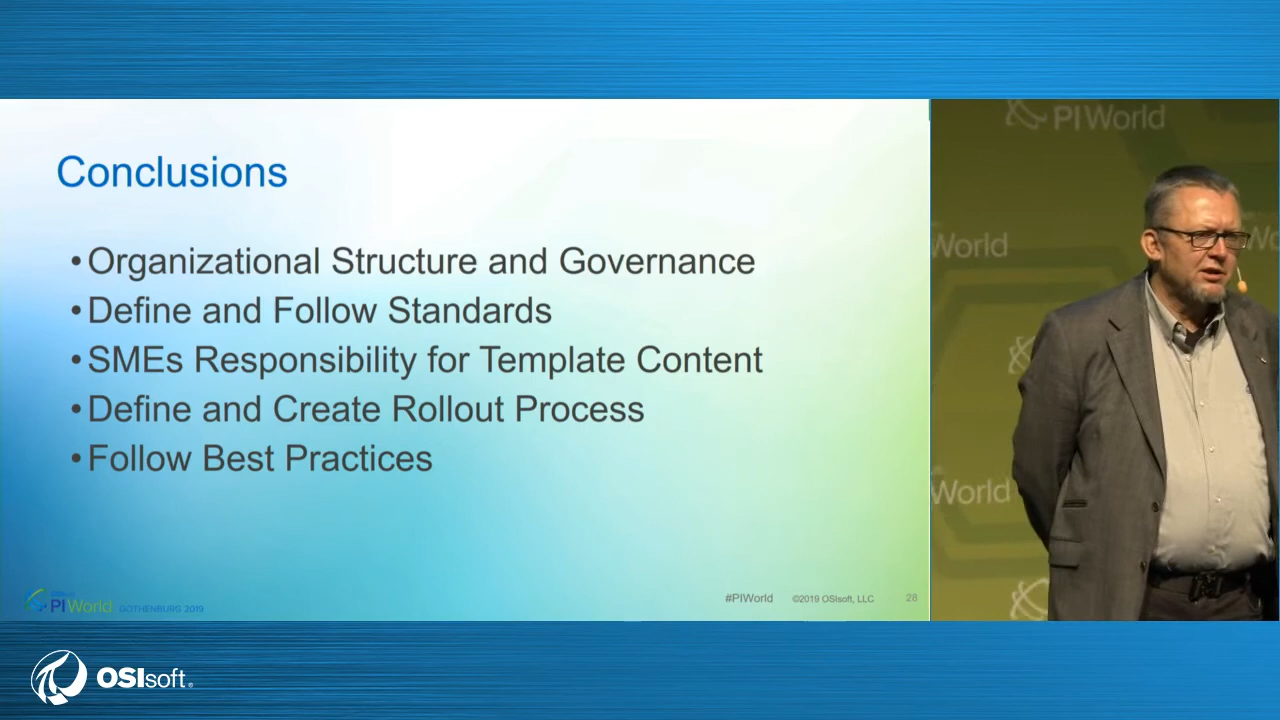 Conclusions
• Organizational Structure and Governance
• Define and Follow Standards
• SMEs Responsibility for Template Content
• Define and Create Rollout Process
• Follow Best Practices
PI World GOTHENBURG 2019
#PIWorld ©2019 OSIsoft, LLC 28
PI World
World
World
OSIsoft.